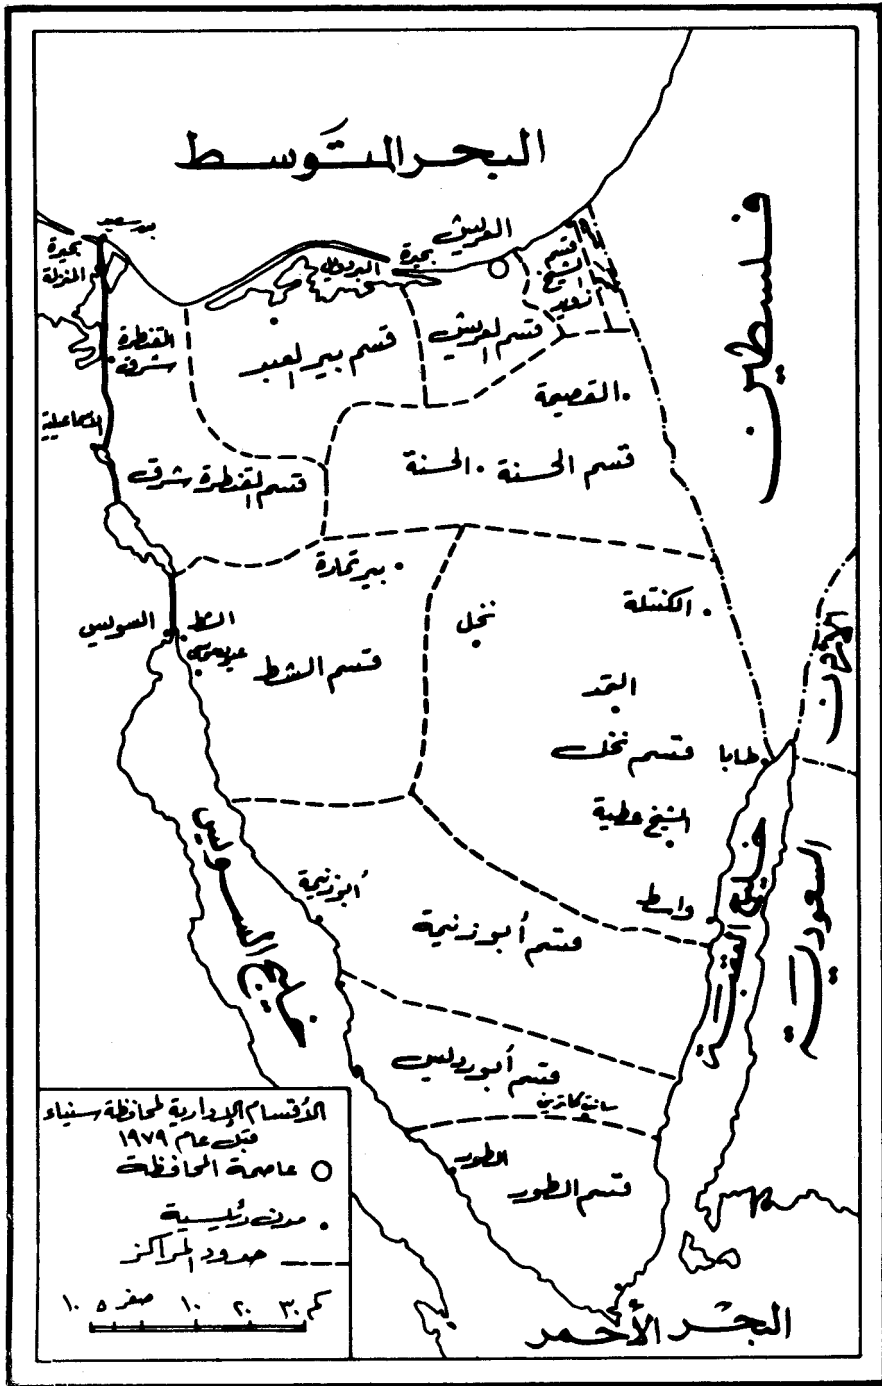 البحر المتوسط
بورسعيد
العريش
بحيرة
المنزلة
بحيرة
البردويل
قسم
الشيخ
زويد
فلسطين
القنطرة
شرق
قسم بير العبد
قسم العريش
القصيمة
الاسماعيلية
قسم القنطرة شرق
الحسنة
قسم الحسنة
بير تمادة
الكنتلة
نخل
الأردن
السويس
الشط
عيون موسى
قسم الشط
التمد
قسم نخل
طابا
الشيخ عطية
خليج السويس
خليج العقبة
السعودية
أبوزنيمة
واسط
قسم أبوزنيمة
قسم أبورديس
سانت كاترين
الطور
قسم الطور
البحر الأحمر
الأقسام الإدارية لمحافظة سيناء
قبل عام ١٩٧٩
عاصمة المحافظة
مدن رئيسية
حدود المراكز
١٠ ٥ صفر ١٠ ٢٠ ٣٠ كم